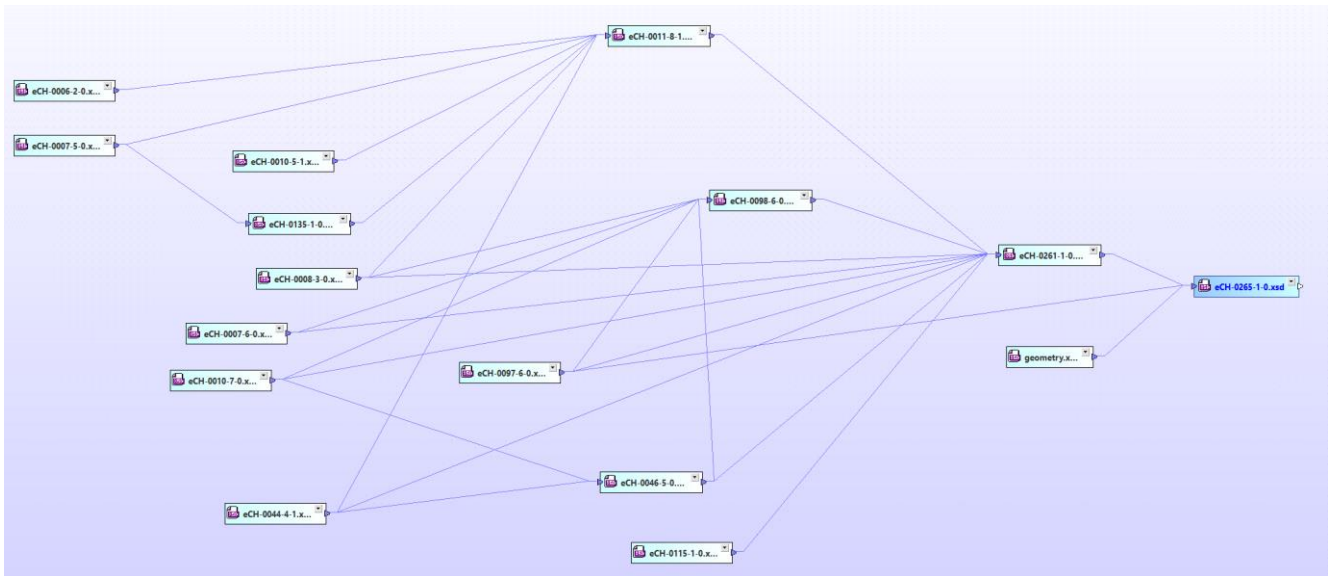 eCH-0011-8-1....
eCH-0006-2-0.x...
eCH-0007-5-0.x...
eCH-0010-5-1.x...
eCH-0098-6-0....
eCH-0135-1-0....
eCH-0261-1-0....
eCH-0008-3-0.x...
eCH-0265-1-0.xsd
eCH-0007-6-0.x...
geometry.x...
eCH-0097-6-0.x...
eCH-0010-7-0.x...
eCH-0046-5-0....
eCH-0044-4-1.x...
eCH-0115-1-0.x...